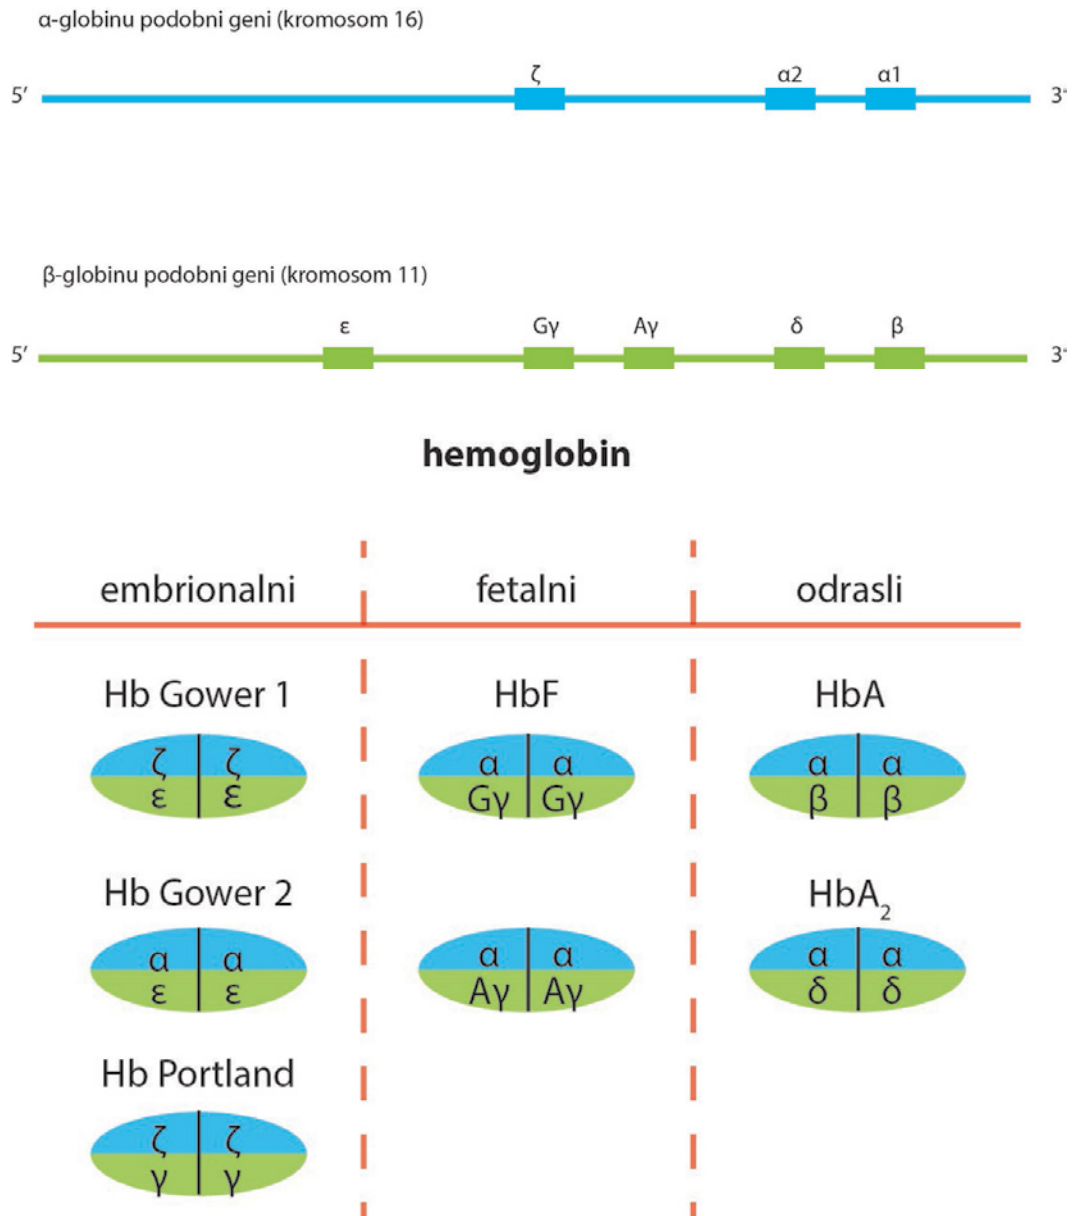 α-globinu podobni geni (kromosom 16)
ζ α2 α1
5′ 3′
β-globinu podobni geni (kromosom 11)
ε Gγ Aγ δ β
5′ 3′
hemoglobin
embrionalni fetalni odrasli
Hb Gower 1 HbF HbA
ζ ζ α α α α
ε ε Gγ Gγ β β
Hb Gower 2 HbA₂
α α α α α α
ε ε Aγ Aγ δ δ
Hb Portland
ζ ζ
γ γ